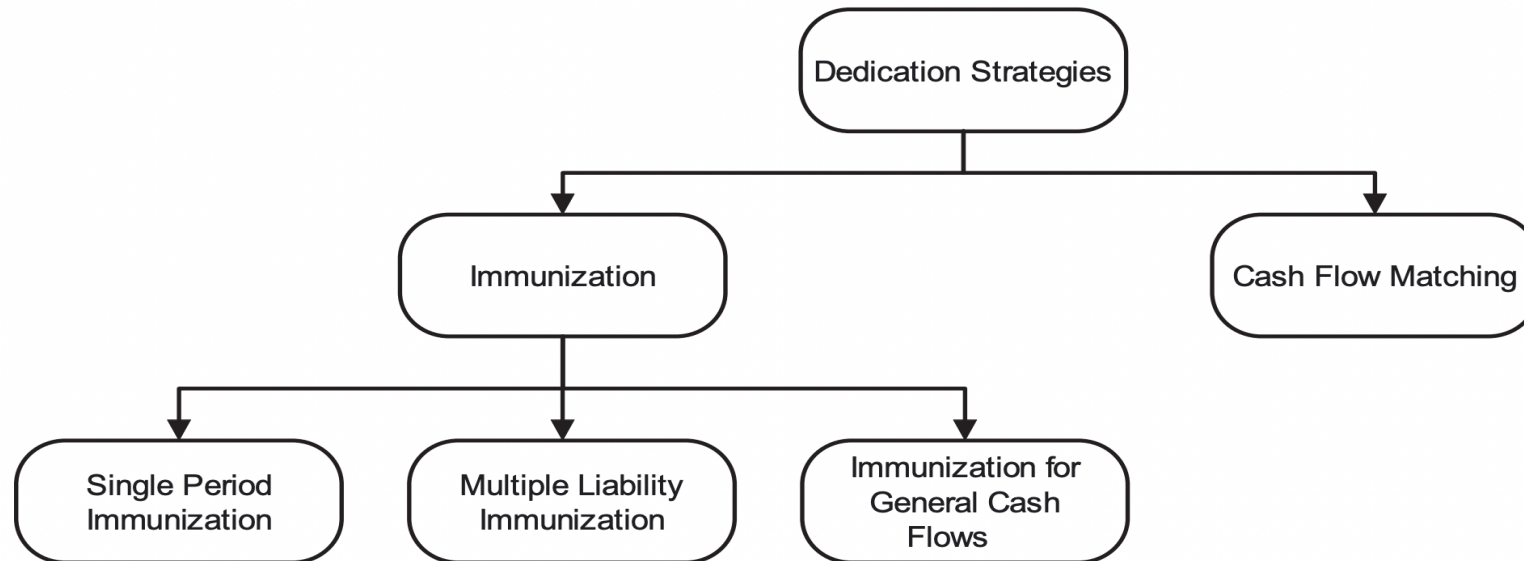 Dedication Strategies
Immunization
Cash Flow Matching
Single Period
Immunization
Multiple Liability
Immunization
Immunization for
General Cash
Flows